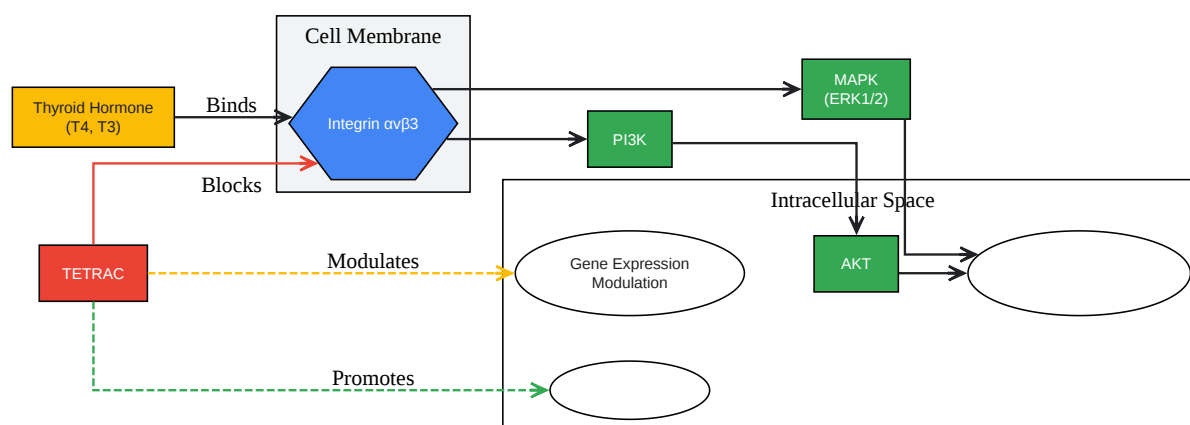 Cell Membrane
Thyroid Hormone
(T4, T3)
Binds
Integrin αvβ3
MAPK
(ERK1/2)
PI3K
Blocks
Intracellular Space
TETRAC
Modulates
Gene Expression
Modulation
AKT
Promotes